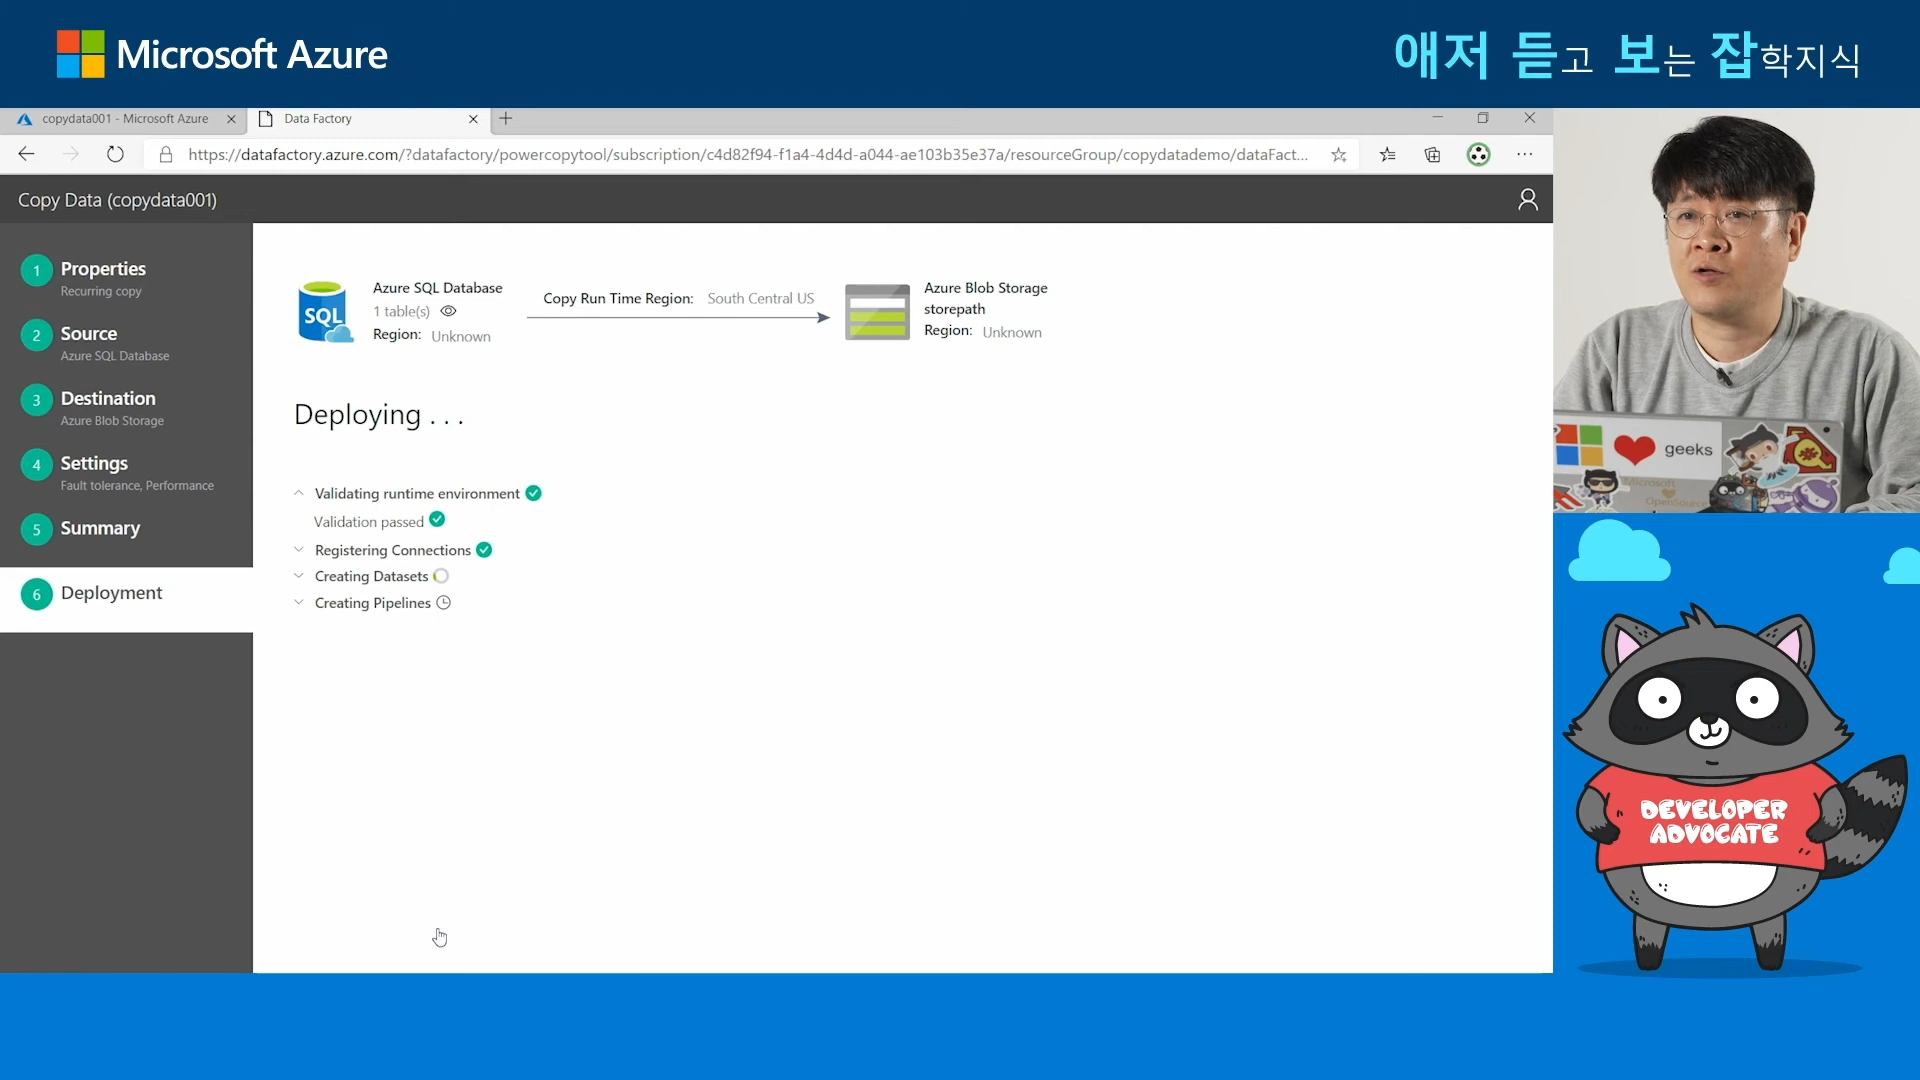 Microsoft Azure
애저 듣고 보는 잡학지식
copydata001 - Microsoft Azure
Data Factory
https://datafactory.azure.com/?datafactory/powercopytool/subscription/c4d82f94-f1a4-4d4d-a044-ae103b35e37a/resourceGroup/copydatademo/dataFact...
Copy Data (copydata001)
1 Properties
Recurring copy
2 Source
Azure SQL Database
3 Destination
Azure Blob Storage
4 Settings
Fault tolerance, Performance
5 Summary
6 Deployment
SQL
Azure SQL Database
1 table(s)
Region: Unknown
Copy Run Time Region: South Central US
Azure Blob Storage
storepath
Region: Unknown
Deploying . . .
Validating runtime environment
Validation passed
Registering Connections
Creating Datasets
Creating Pipelines
geeks
Microsoft
OpenSource
DEVELOPER
ADVOCATE